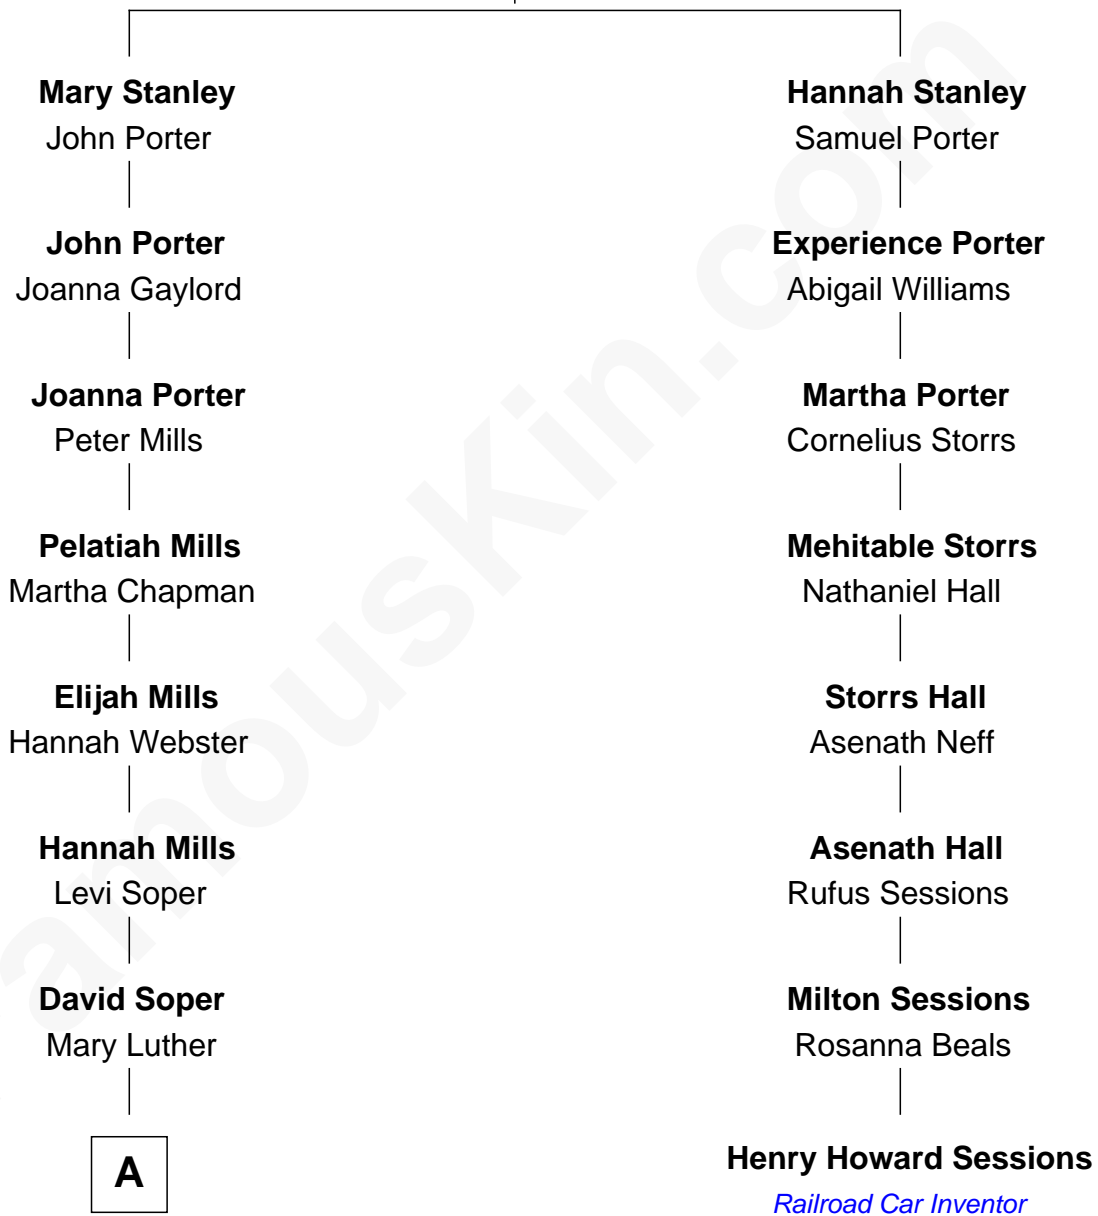 Mary Stanley
John Porter
Hannah Stanley
Samuel Porter
John Porter
Joanna Gaylord
Experience Porter
Abigail Williams
Joanna Porter
Peter Mills
Martha Porter
Cornelius Storrs
Pelatiah Mills
Martha Chapman
Mehitable Storrs
Nathaniel Hall
Elijah Mills
Hannah Webster
Storrs Hall
Asenath Neff
Hannah Mills
Levi Soper
Asenath Hall
Rufus Sessions
David Soper
Mary Luther
Milton Sessions
Rosanna Beals
A
Henry Howard Sessions
Railroad Car Inventor
amouskin.com